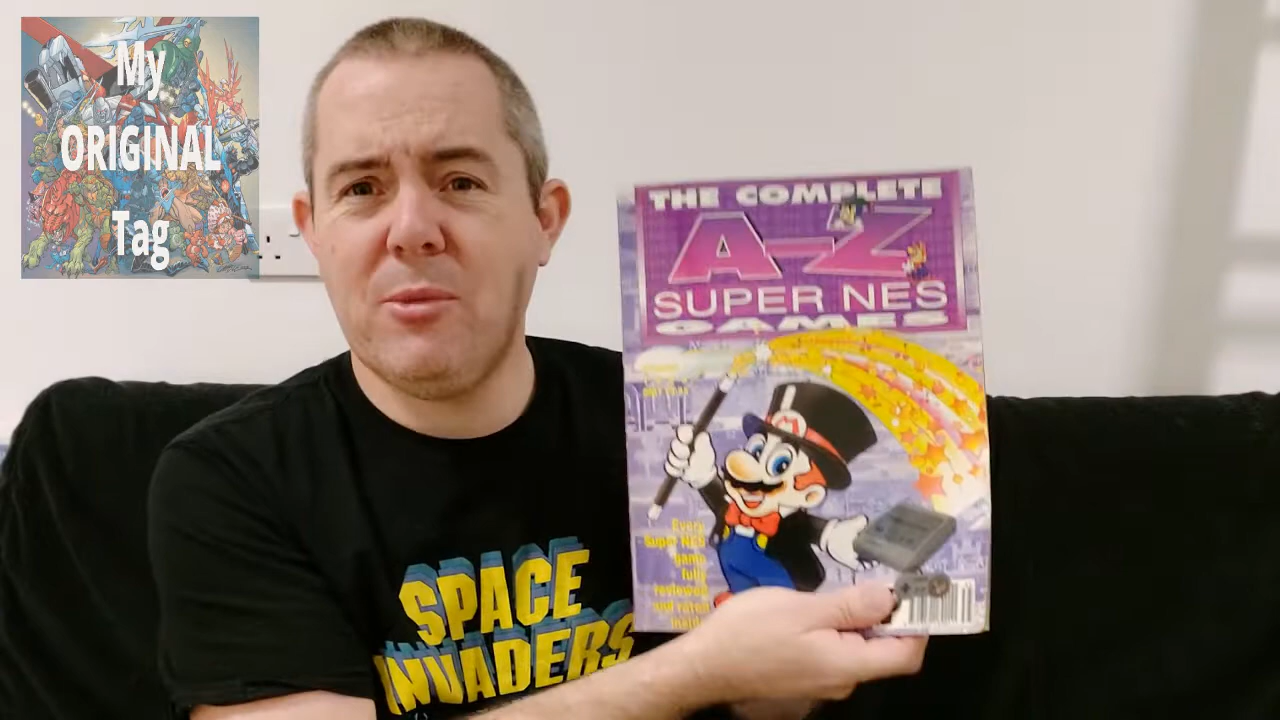 My
ORIGINAL
Tag
THE COMPLETE
A-Z
SUPER NES
GAMES
Every
Super NES
game
fully
reviewed
and rated
inside
M
SPACE
INVADERS